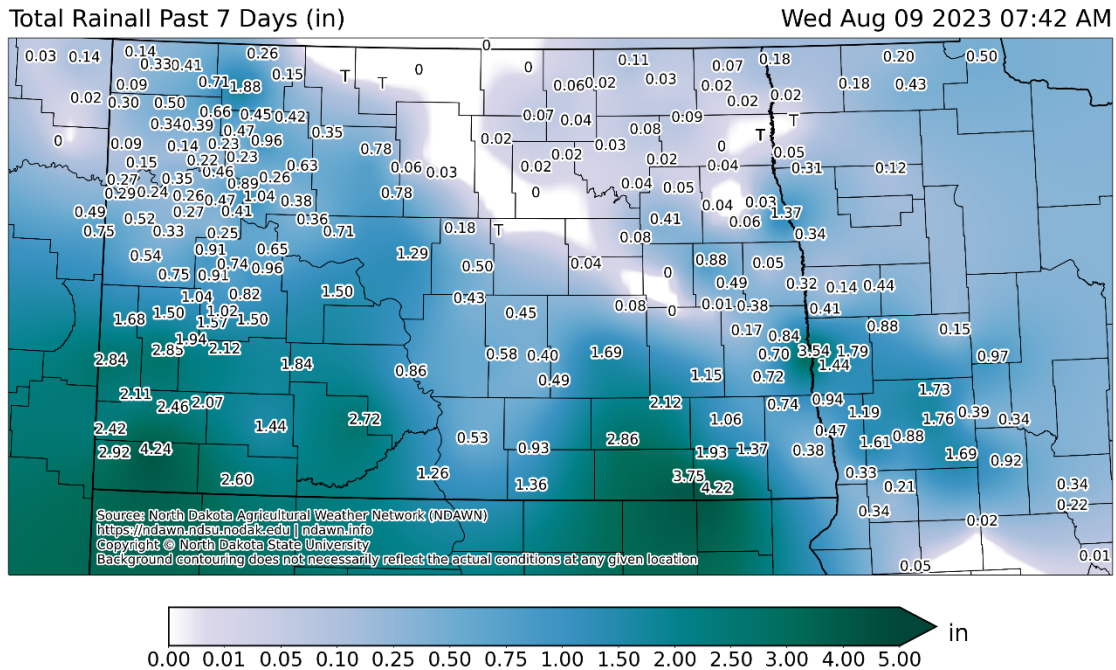 Total Rainall Past 7 Days (in) Wed Aug 09 2023 07:42 AM
0
0.03 0.14 0.14 0.26 0.11 0.18 0.20 0.50
0.33 0.41 0 0 0.07
0.71 0.15 T T 0.03
0.09 1.88 0.06 0.02 0.02 0.18 0.43
0.02 0.30 0.50 0.02 0.02
0.66 0.45 0.42 0.07 0.04 0.09 T
0.34 0.39 0.47 0.35 0.08 T
0 0.09 0.14 0.23 0.96 0.78 0.02 0.03 0 0.05
0.15 0.22 0.23 0.63 0.06 0.03 0.02 0.02 0.02 0.04 0.31 0.12
0.27 0.35 0.46 0.89 0.26 0.04 0.05
0.29 0.24 0.26 0.47 1.04 0.38 0.78 0 0.04 0.03
0.49 0.52 0.27 0.41 0.36 0.41 0.06 1.37
0.75 0.33 0.25 0.71 0.18 T 0.08 0.34
0.54 0.91 0.65 1.29 0.50 0.04 0.88 0.05
0.75 0.91 0.74 0.96 0 0.49 0.32 0.14 0.44
1.04 0.82 1.50 0.43 0.08 0.01 0.38 0.41
1.68 1.50 1.02 0.45 0
1.57 1.50 0.17 0.88 0.15
1.94 0.84
2.84 2.85 2.12 1.84 0.58 0.40 1.69 0.70 3.54 1.79 0.97
0.86 0.49 1.15 0.72 1.44
2.11 2.46 2.07 2.12 0.74 0.94 1.73
2.42 1.44 2.72 1.06 1.19 1.76 0.39 0.34
0.53 2.86 0.47 0.88
2.92 4.24 0.93 1.93 1.37 0.38 1.61 1.69 0.92
2.60 1.26 1.36 3.75 4.22 0.33 0.21 0.34
0.34 0.22
0.02
Source: North Dakota Agricultural Weather Network (NDAWN)
https://ndawn.ndsu.nodak.edu | ndawn.info
Copyright © North Dakota State University
Background contouring does not necessarily reflect the actual conditions at any given location
0.05 0.01
in
0.00 0.01 0.05 0.10 0.25 0.50 0.75 1.00 1.50 2.00 2.50 3.00 4.00 5.00